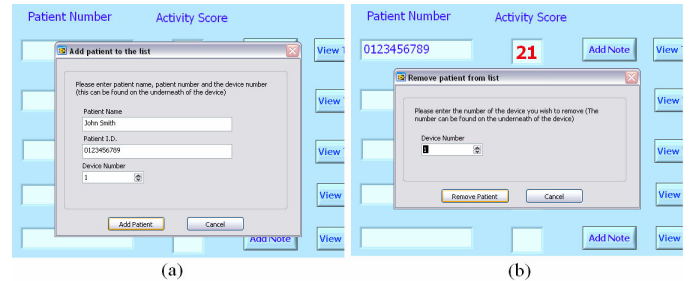 Patient Number Activity Score
Add patient to the list
View T
Please enter patient name, patient number and the device number
(this can be found on the underneath of the device)
Patient Name
View
John Smith
Patient I.D.
0123456789
View
Device Number
1
View
Add Patient Cancel
Add Note View
(a)
Patient Number Activity Score
0123456789 21 Add Note View
Remove patient from list
Please enter the number of the device you wish to remove (The
number can be found on the underneath of the device)
View
Device Number
1
View
Remove Patient Cancel
View
Add Note View
(b)